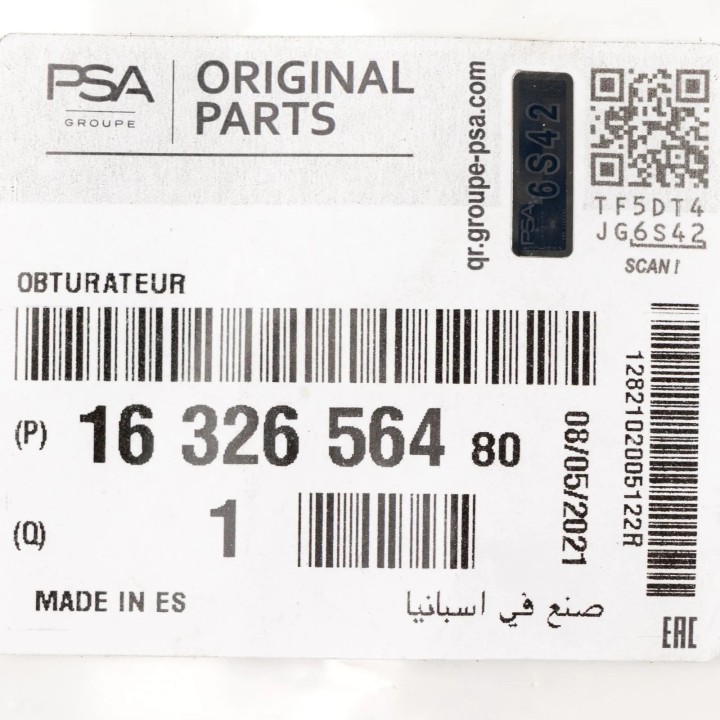 PSA
GROUPE
ORIGINAL
PARTS
qr.groupe-psa.com
PSA 6S42
TF5DT4
JG6S42
SCAN !
OBTURATEUR
(P) 16 326 564 80
08/05/2021
1282102005122R
(Q) 1
MADE IN ES
صنع في اسبانيا
EAC